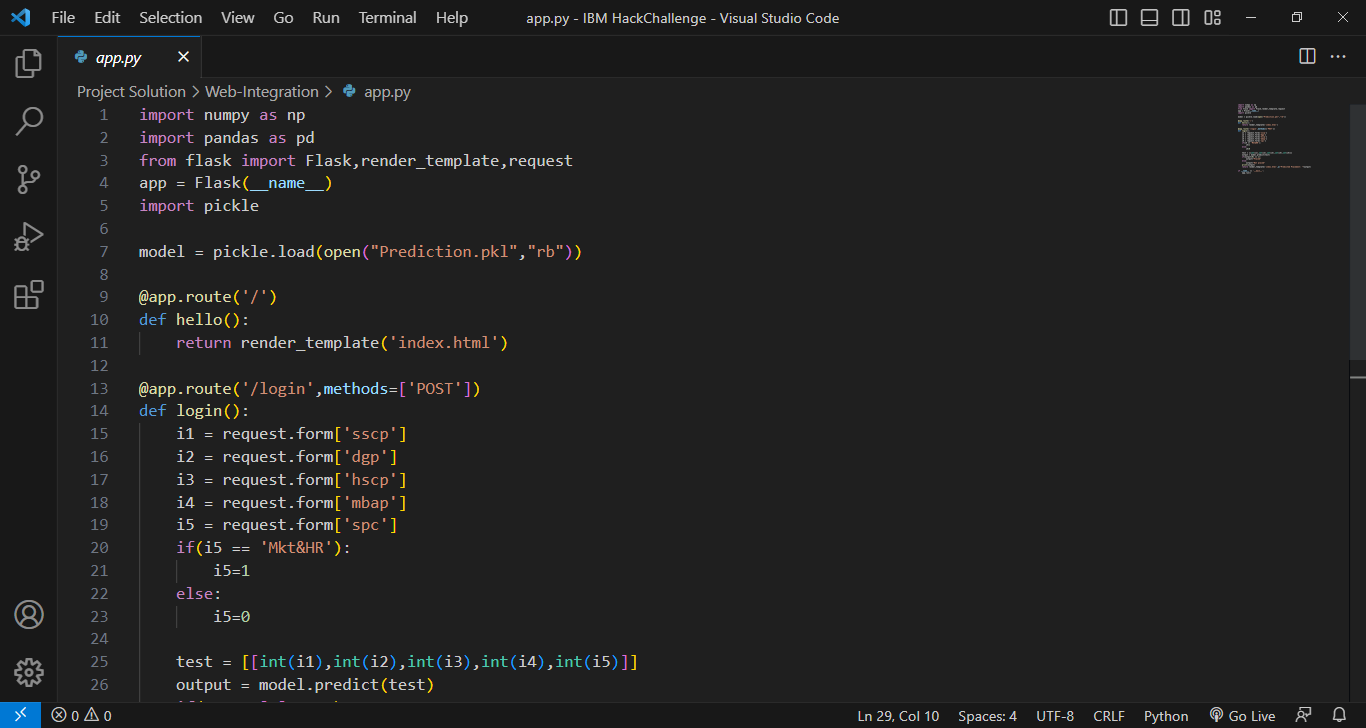 File Edit Selection View Go Run Terminal Help app.py - IBM HackChallenge - Visual Studio Code
app.py
Project Solution > Web-Integration > app.py
1 import numpy as np
2 import pandas as pd
3 from flask import Flask,render_template,request
4 app = Flask(__name__)
5 import pickle
6
7 model = pickle.load(open("Prediction.pkl","rb"))
8
9 @app.route('/')
10 def hello():
11     return render_template('index.html')
12
13 @app.route('/login',methods=['POST'])
14 def login():
15     i1 = request.form['sscp']
16     i2 = request.form['dgp']
17     i3 = request.form['hscp']
18     i4 = request.form['mbap']
19     i5 = request.form['spc']
20     if(i5 == 'Mkt&HR'):
21         i5=1
22     else:
23         i5=0
24
25     test = [[int(i1),int(i2),int(i3),int(i4),int(i5)]]
26     output = model.predict(test)
0 0 Ln 29, Col 10 Spaces: 4 UTF-8 CRLF Python Go Live